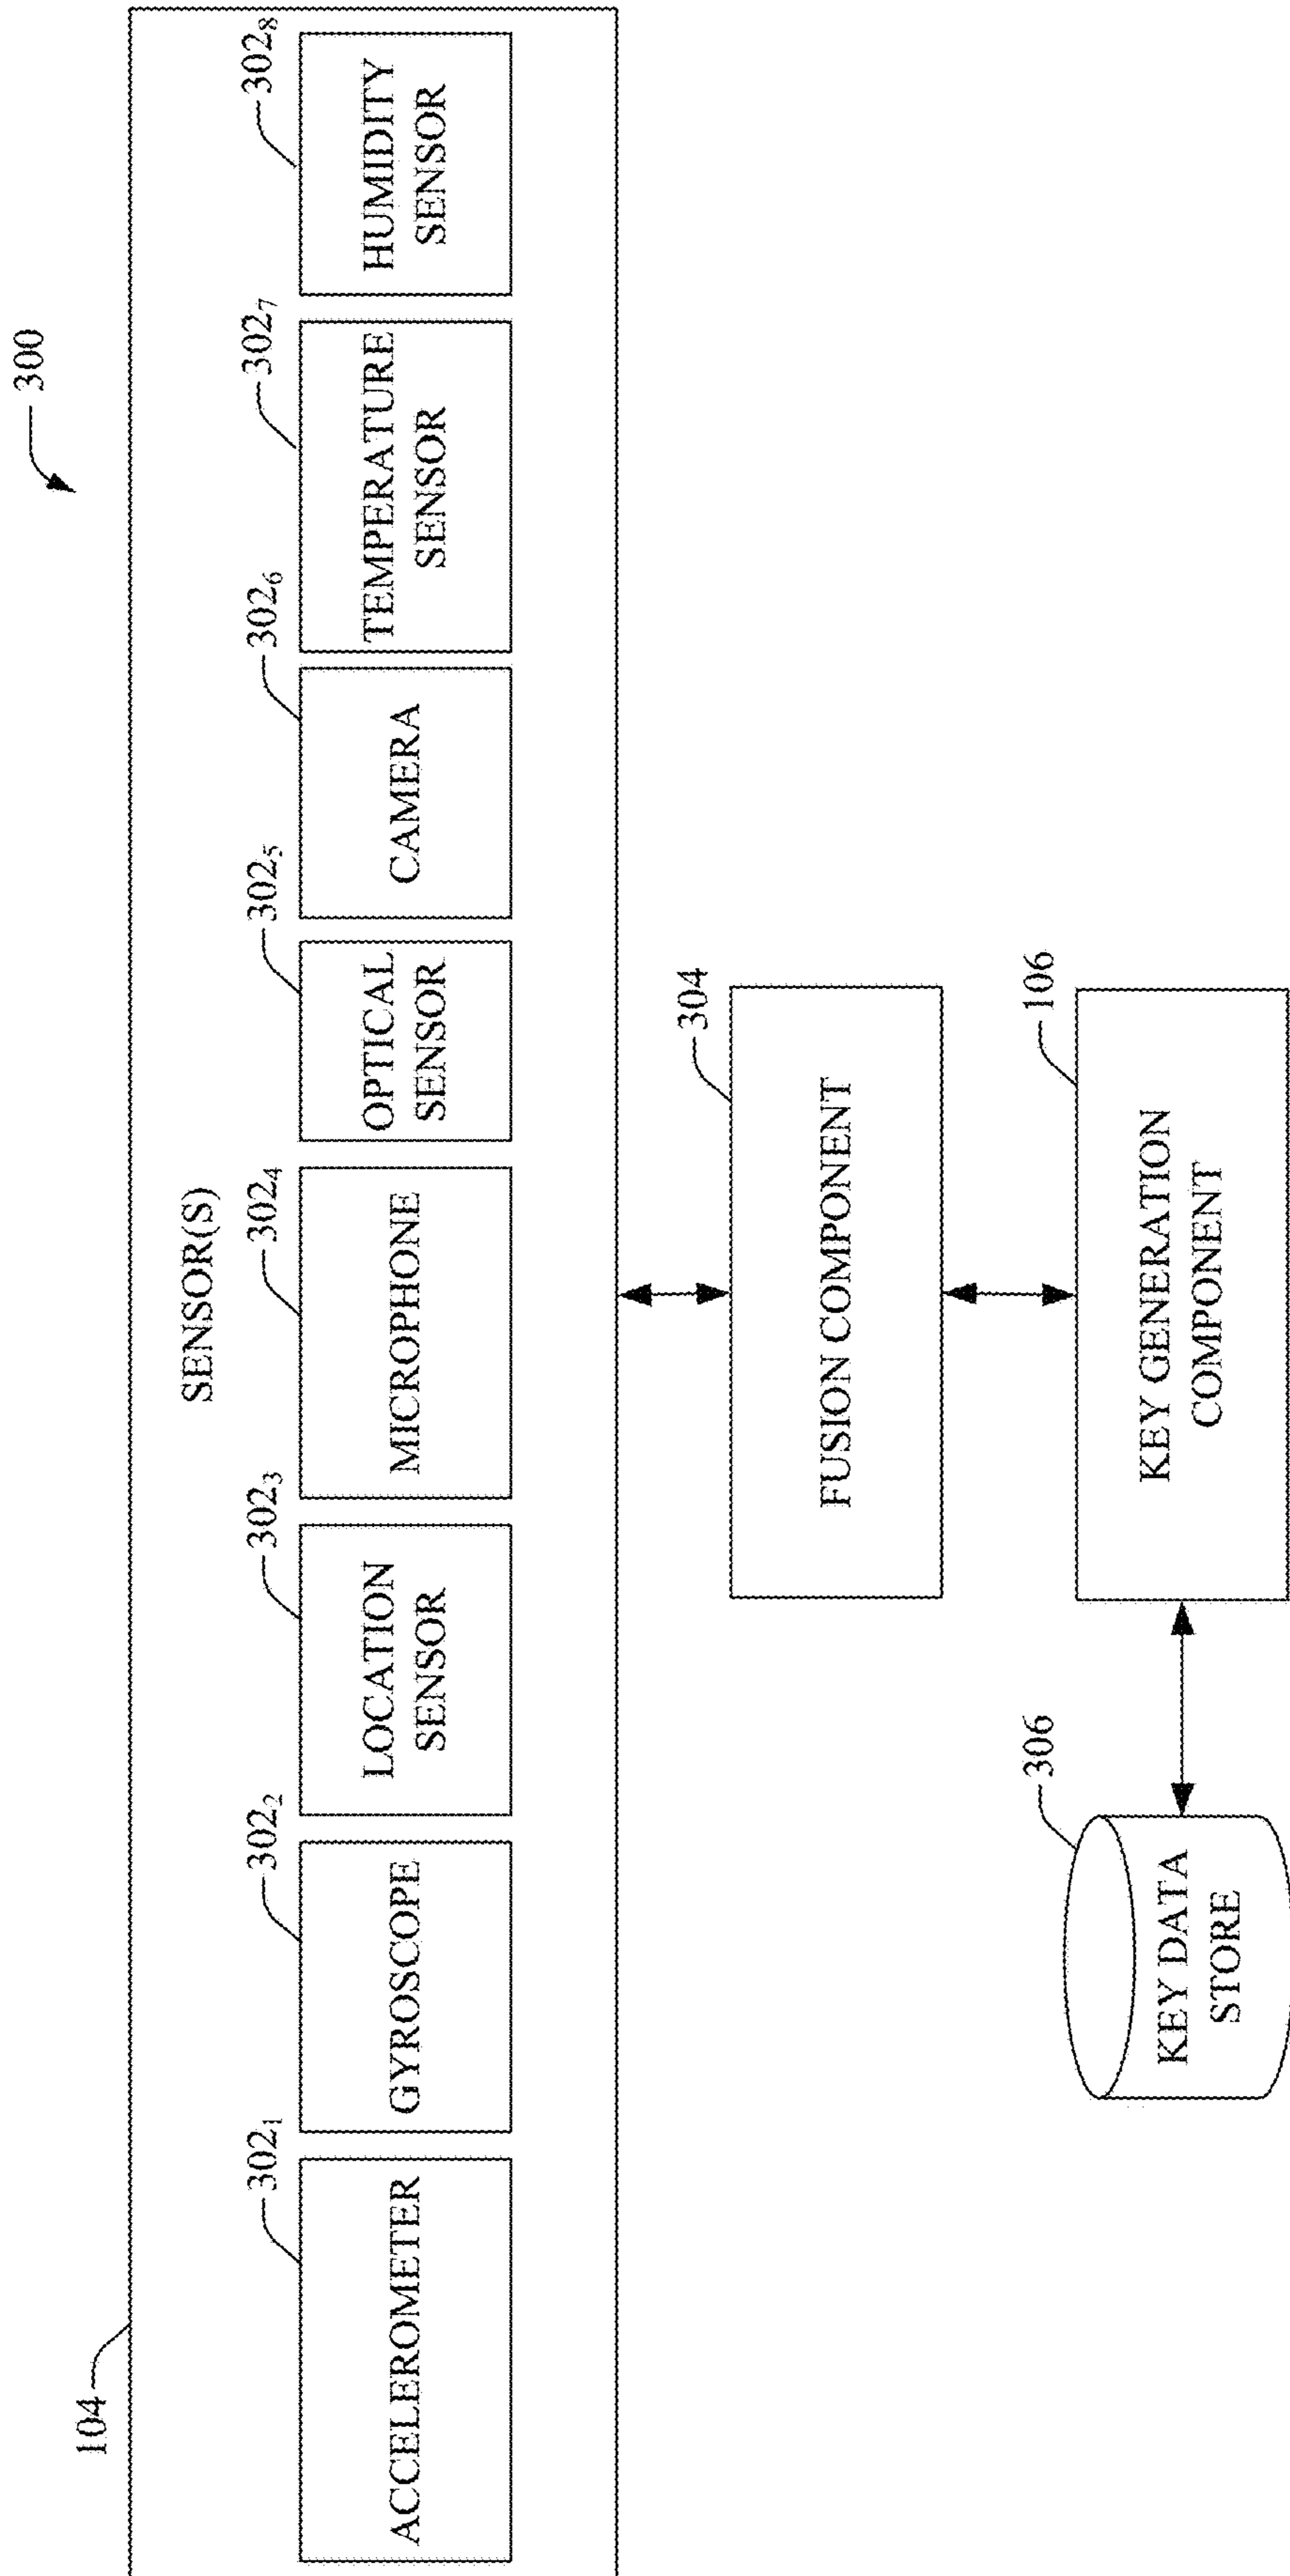 300
104
SENSOR(S)
302₁
302₂
302₃
302₄
302₅
302₆
302₇
302₈
ACCELEROMETER
GYROSCOPE
LOCATION
SENSOR
MICROPHONE
OPTICAL
SENSOR
CAMERA
TEMPERATURE
SENSOR
HUMIDITY
SENSOR
304
FUSION COMPONENT
306
KEY DATA
STORE
106
KEY GENERATION
COMPONENT